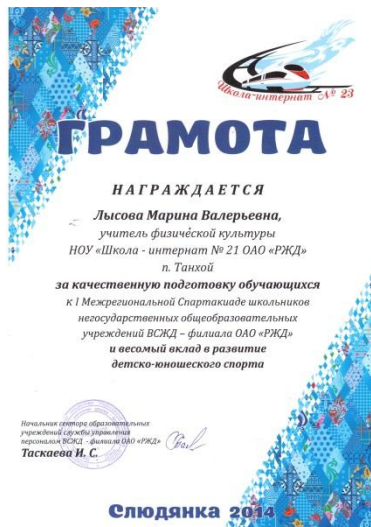 Школа-интернат № 23
ГРАМОТА
НАГРАЖДАЕТСЯ
Лысова Марина Валерьевна,
учитель физической культуры
НОУ «Школа - интернат № 21 ОАО «РЖД»
п. Танхой
за качественную подготовку обучающихся
к I Межрегиональной Спартакиаде школьников
негосударственных общеобразовательных
учреждений ВСЖД – филиала ОАО «РЖД»
и весомый вклад в развитие
детско-юношеского спорта
Начальник сектора образовательных
учреждений службы управления
персоналом ВСЖД - филиала ОАО «РЖД»
Таскаева И. С.
Слюдянка 2014